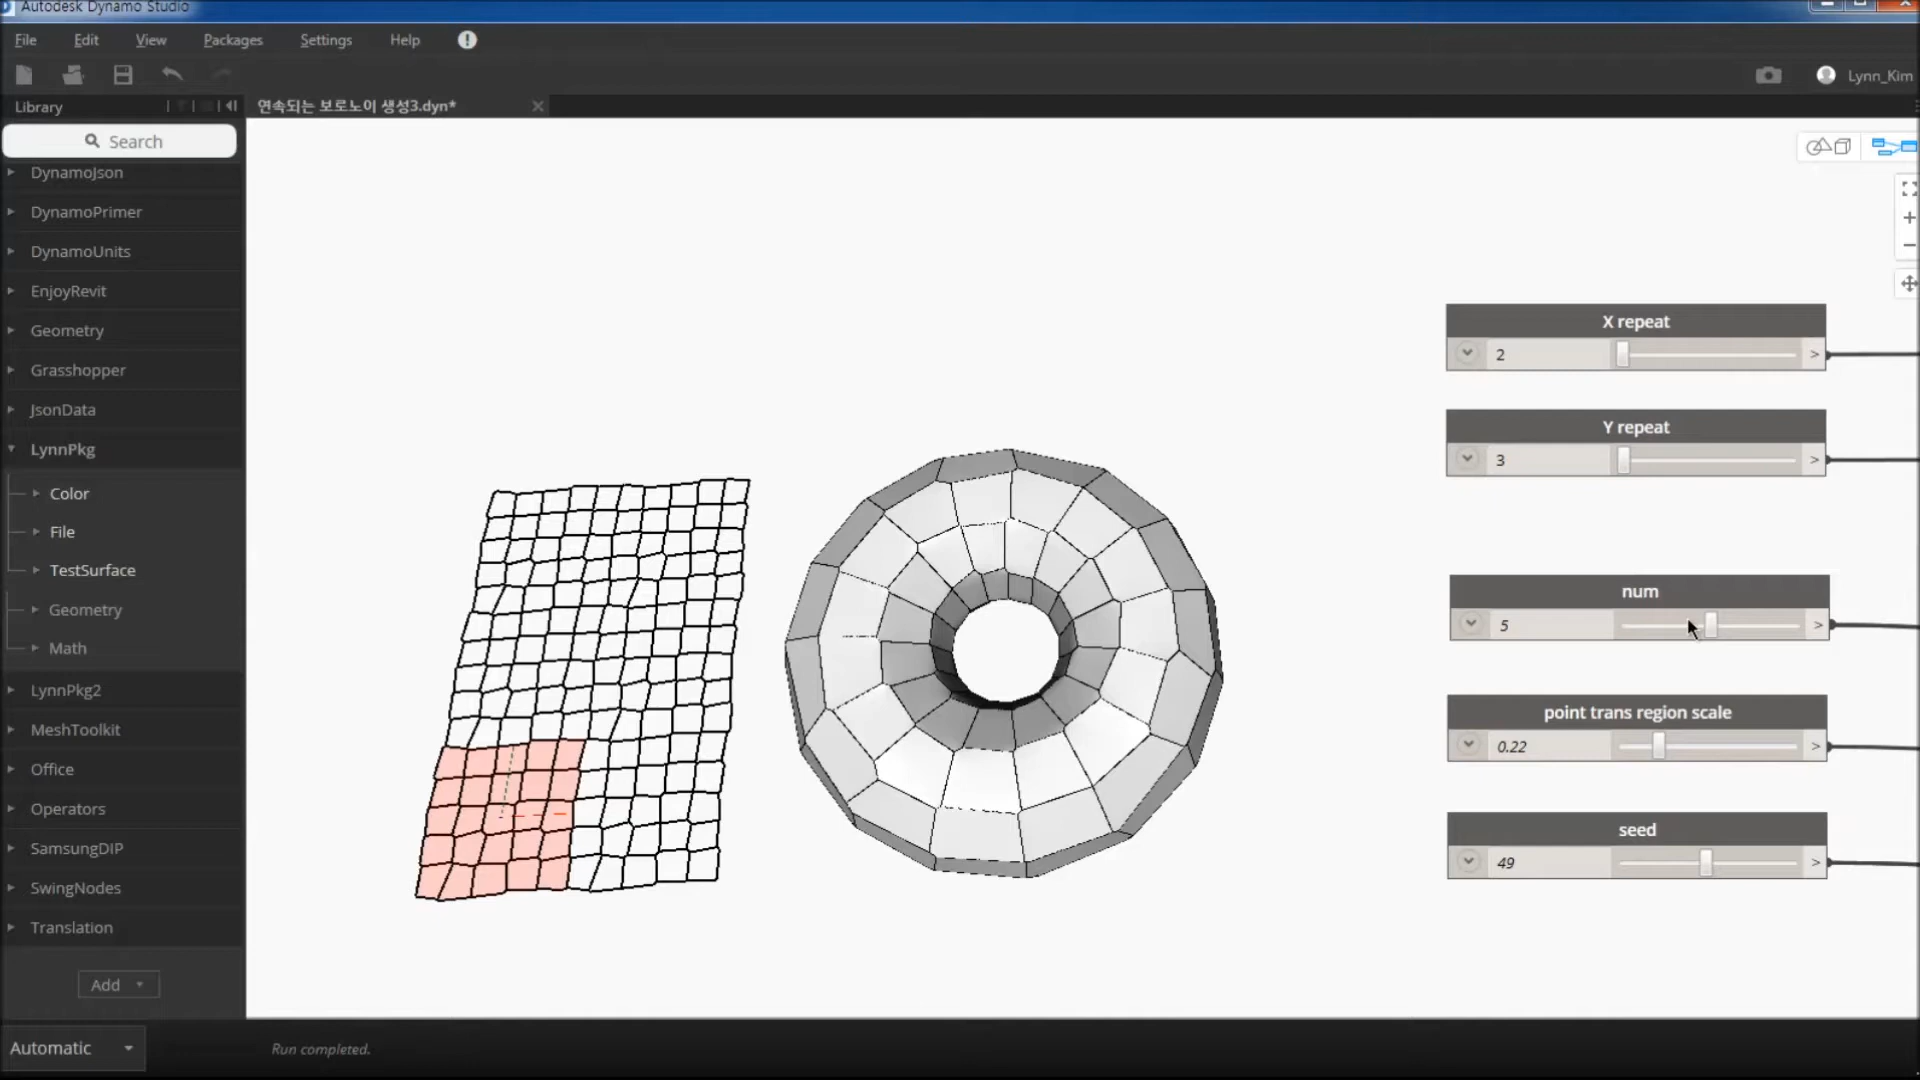 Autodesk Dynamo Studio
File Edit View Packages Settings Help
Lynn_Kim
Library
연속되는 보로노이 생성3.dyn*
Search
DynamoJson
DynamoPrimer
DynamoUnits
EnjoyRevit
Geometry
Grasshopper
JsonData
LynnPkg
Color
File
TestSurface
Geometry
Math
LynnPkg2
MeshToolkit
Office
Operators
SamsungDIP
SwingNodes
Translation
Add
X repeat
2 >
Y repeat
3 >
num
5 >
point trans region scale
0.22 >
seed
49 >
Automatic
Run completed.